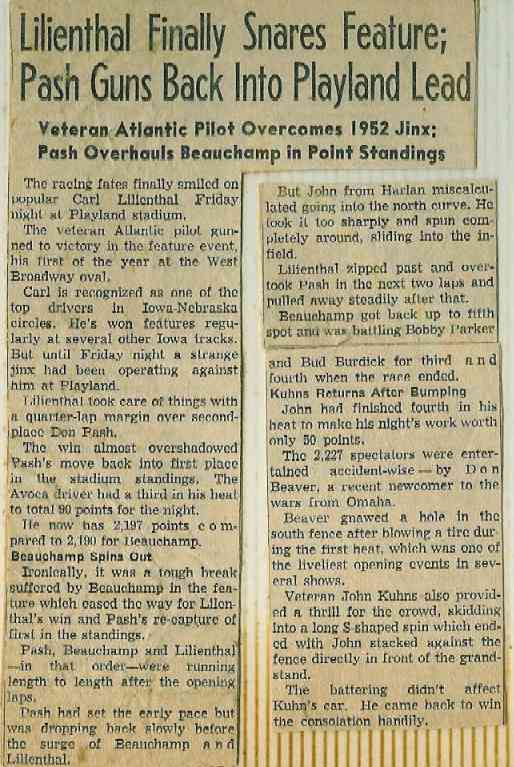 Lilienthal Finally Snares Feature;
Pash Guns Back Into Playland Lead
Veteran Atlantic Pilot Overcomes 1952 Jinx;
Pash Overhauls Beauchamp in Point Standings
The racing fates finally smiled on
popular Carl Lilienthal Friday
night at Playland stadium.
The veteran Atlantic pilot gun-
ned to victory in the feature event,
his first of the year at the West
Broadway oval.
Carl is recognized as one of the
top drivers in Iowa-Nebraska
circles. He's won features regu-
larly at several other Iowa tracks.
But until Friday night a strange
jinx had been operating against
him at Playland.
Lilienthal took care of things with
a quarter-lap margin over second-
place Don Pash.
The win almost overshadowed
Pash's move back into first place
in the stadium standings. The
Avoca driver had a third in his heat
to total 90 points for the night.
He now has 2,197 points com-
pared to 2,190 for Beauchamp.
Beauchamp Spins Out
Ironically, it was a tough break
suffered by Beauchamp in the fea-
ture which eased the way for Lilen-
thal's win and Pash's re-capture of
first in the standings.
Pash, Beauchamp and Lilienthal
—in that order—were running
length to length after the opening
laps.
Pash had set the early pace but
was dropping back slowly before
the surge of Beauchamp and
Lilienthal.
But John from Harlan miscalcu-
lated going into the north curve. He
took it too sharply and spun com-
pletely around, sliding into the in-
field.
Lilienthal zipped past and over-
took Pash in the next two laps and
pulled away steadily after that.
Beauchamp got back up to fifth
spot and was battling Bobby Parker
and Bud Burdick for third and
fourth when the race ended.
Kuhns Returns After Bumping
John had finished fourth in his
heat to make his night's work worth
only 50 points.
The 2,227 spectators were enter-
tained accident-wise—by Don
Beaver, a recent newcomer to the
wars from Omaha.
Beaver gnawed a hole in the
south fence after blowing a tire dur-
ing the first heat, which was one of
the liveliest opening events in sev-
eral shows.
Veteran John Kuhns also provid-
ed a thrill for the crowd, skidding
into a long S-shaped spin which end-
ed with John stacked against the
fence directly in front of the grand-
stand.
The battering didn't affect
Kuhn's car. He came back to win
the consolation handily.